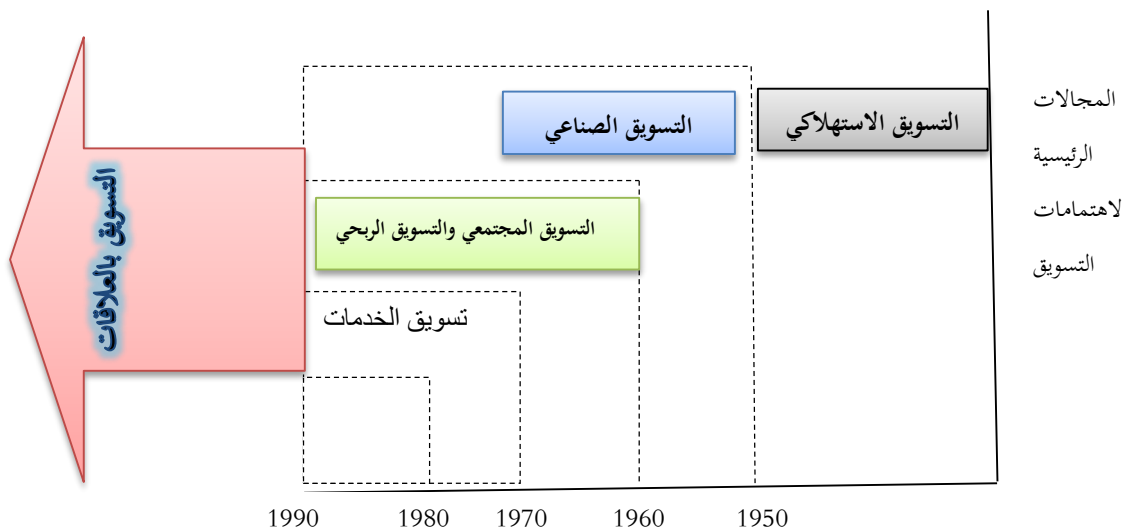 المجالات
الرئيسية
لاهتمامات
التسويق
التسويق الاستهلاكي
التسويق الصناعي
التسويق المجتمعي والتسويق الربحي
تسويق الخدمات
التسويق بالعلاقات
1950
1960
1970
1980
1990